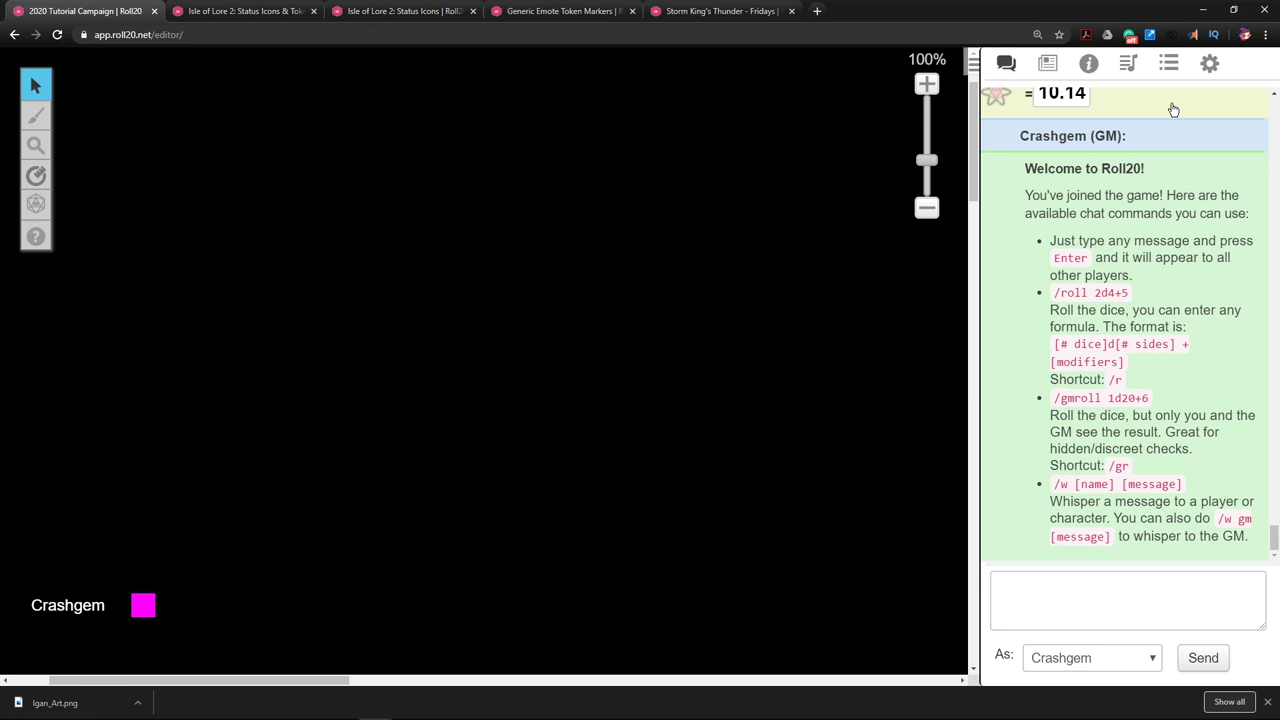 2020 Tutorial Campaign | Roll20
Isle of Lore 2: Status Icons & Tok
Isle of Lore 2: Status Icons | Roll2
Generic Emote Token Markers | R
Storm King's Thunder - Fridays |
app.roll20.net/editor/
100%
= 10.14
Crashgem (GM):
Welcome to Roll20!
You've joined the game! Here are the
available chat commands you can use:
• Just type any message and press
Enter and it will appear to all
other players.
• /roll 2d4+5
Roll the dice, you can enter any
formula. The format is:
[# dice]d[# sides] +
[modifiers]
Shortcut: /r
• /gmroll 1d20+6
Roll the dice, but only you and the
GM see the result. Great for
hidden/discreet checks.
Shortcut: /gr
• /w [name] [message]
Whisper a message to a player or
character. You can also do /w gm
[message] to whisper to the GM.
Crashgem
As: Crashgem Send
Igan_Art.png
Show all